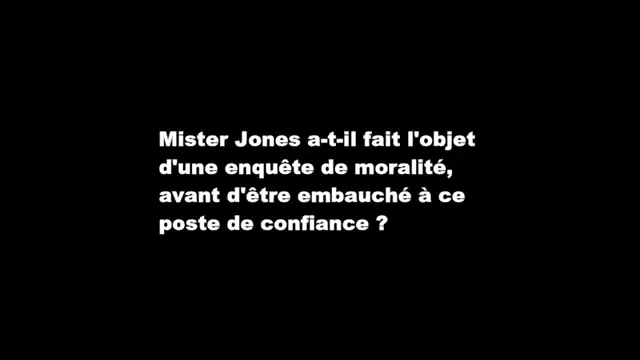 Mister Jones a-t-il fait l'objet
d'une enquête de moralité,
avant d'être embauché à ce
poste de confiance ?